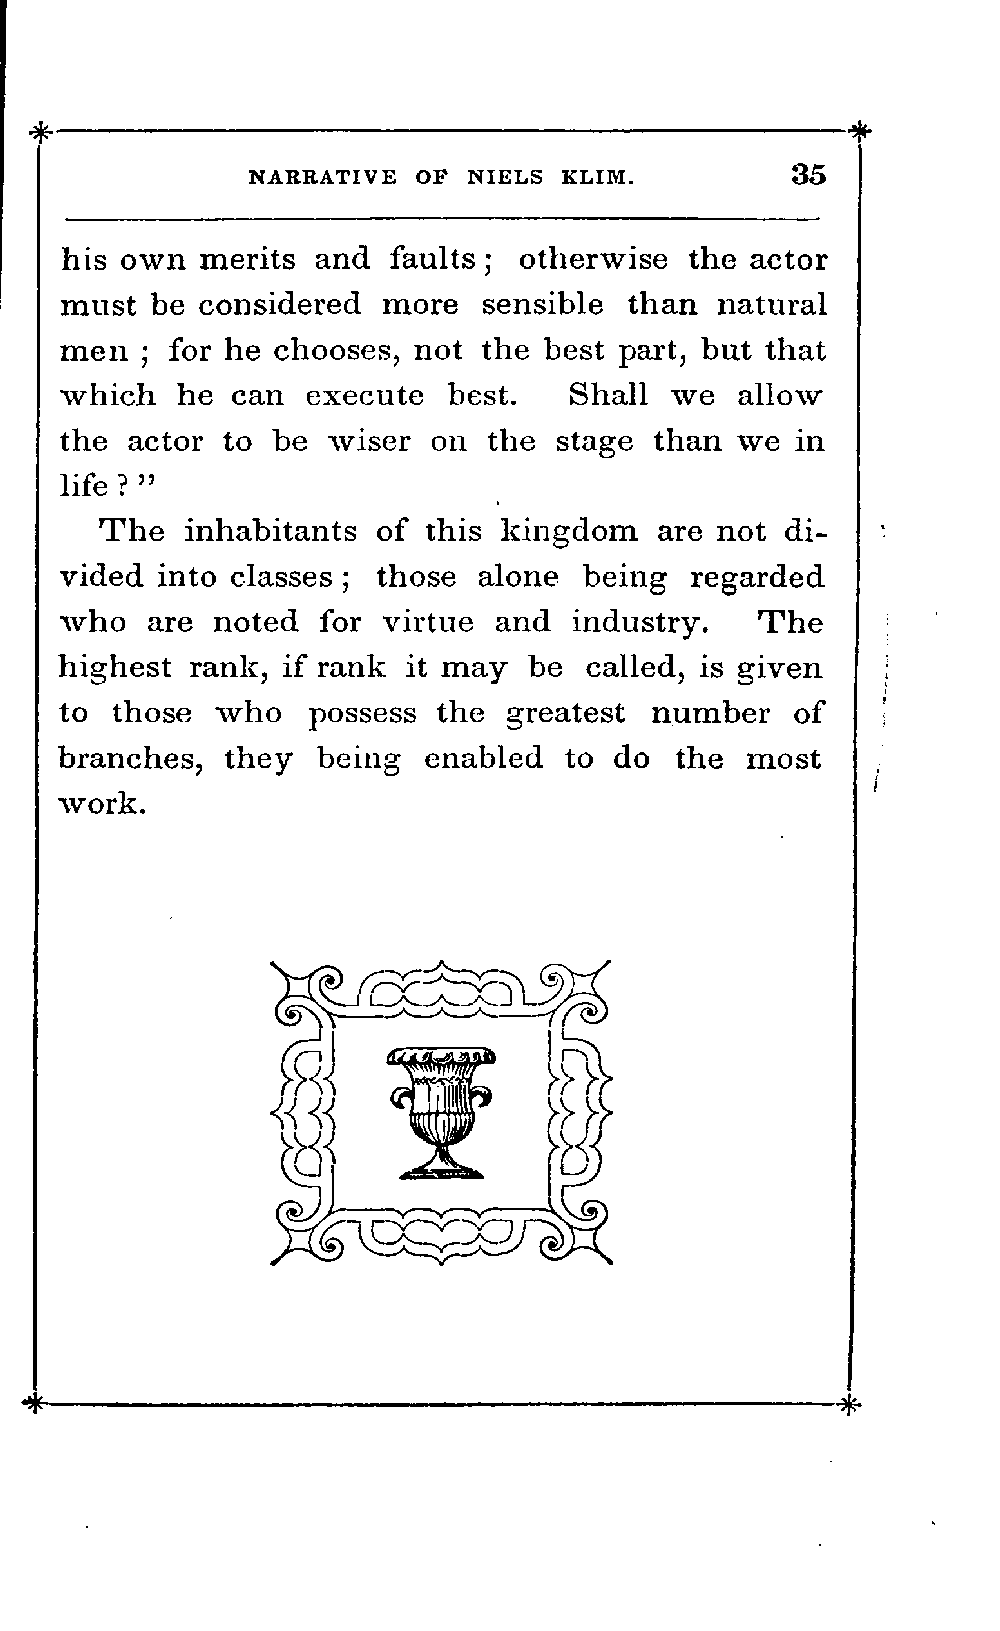 NARRATIVE OF NIELS KLIM. 35
his own merits and faults; otherwise the actor
must be considered more sensible than natural
men; for he chooses, not the best part, but that
which he can execute best. Shall we allow
the actor to be wiser on the stage than we in
life?”
The inhabitants of this kingdom are not di-
vided into classes; those alone being regarded
who are noted for virtue and industry. The
highest rank, if rank it may be called, is given
to those who possess the greatest number of
branches, they being enabled to do the most
work.